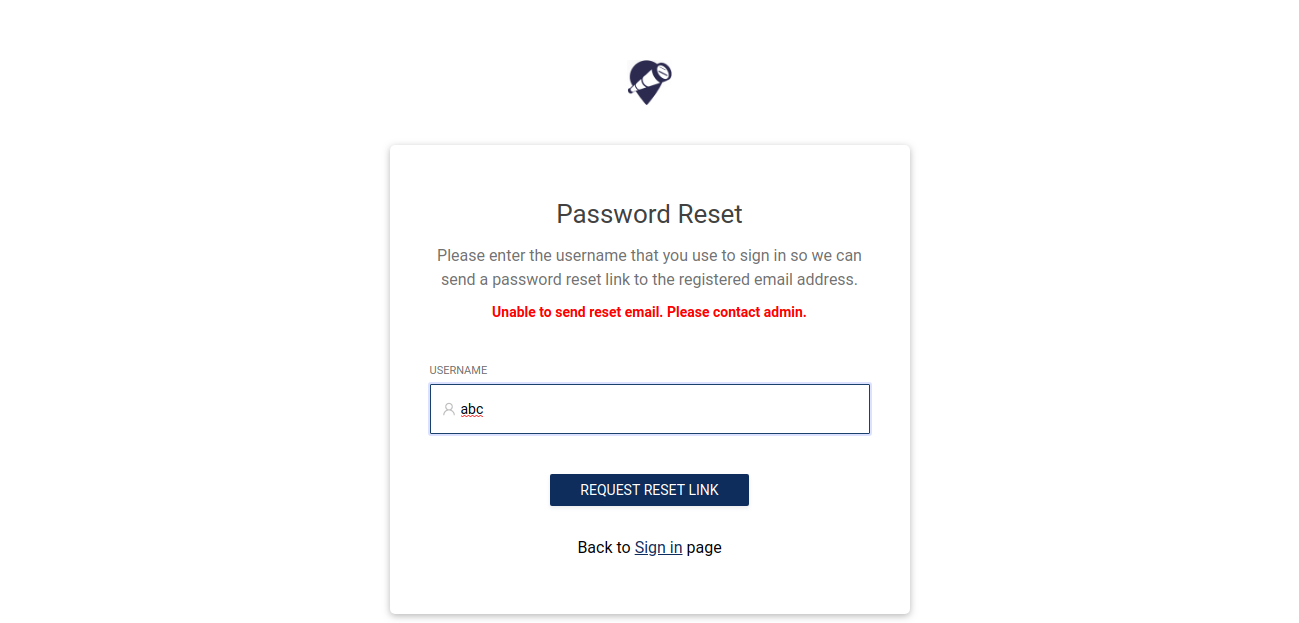 Password Reset
Please enter the username that you use to sign in so we can
send a password reset link to the registered email address.
Unable to send reset email. Please contact admin.
USERNAME
abc
REQUEST RESET LINK
Back to Sign in page